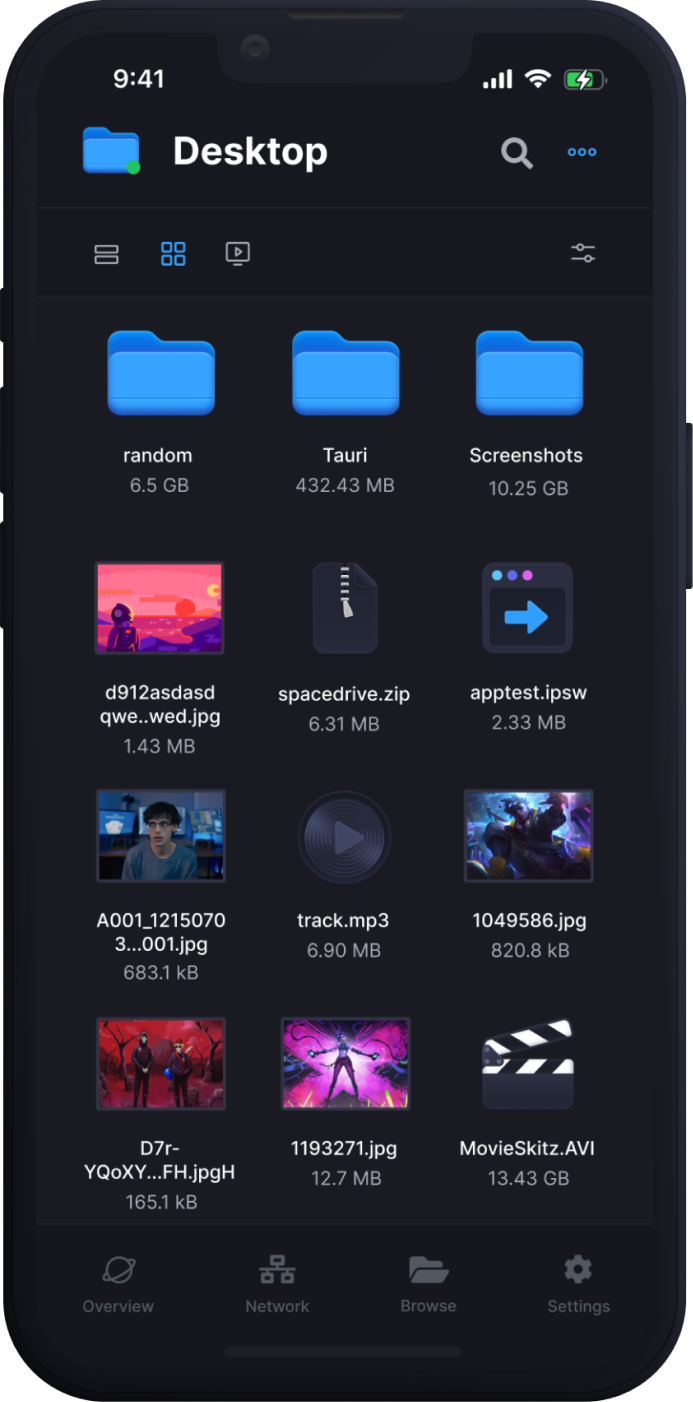 9:41
Desktop
random
Tauri
Screenshots
6.5 GB
432.43 MB
10.25 GB
d912asdasd
qwe..wed.jpg
1.43 MB
spacedrive.zip
6.31 MB
apptest.ipsw
2.33 MB
A001_1215070
3...001.jpg
683.1 kB
track.mp3
6.90 MB
1049586.jpg
820.8 kB
D7r-
YQoXY...FH.jpgH
165.1 kB
1193271.jpg
12.7 MB
MovieSkitz.AVI
13.43 GB
Overview
Network
Browse
Settings